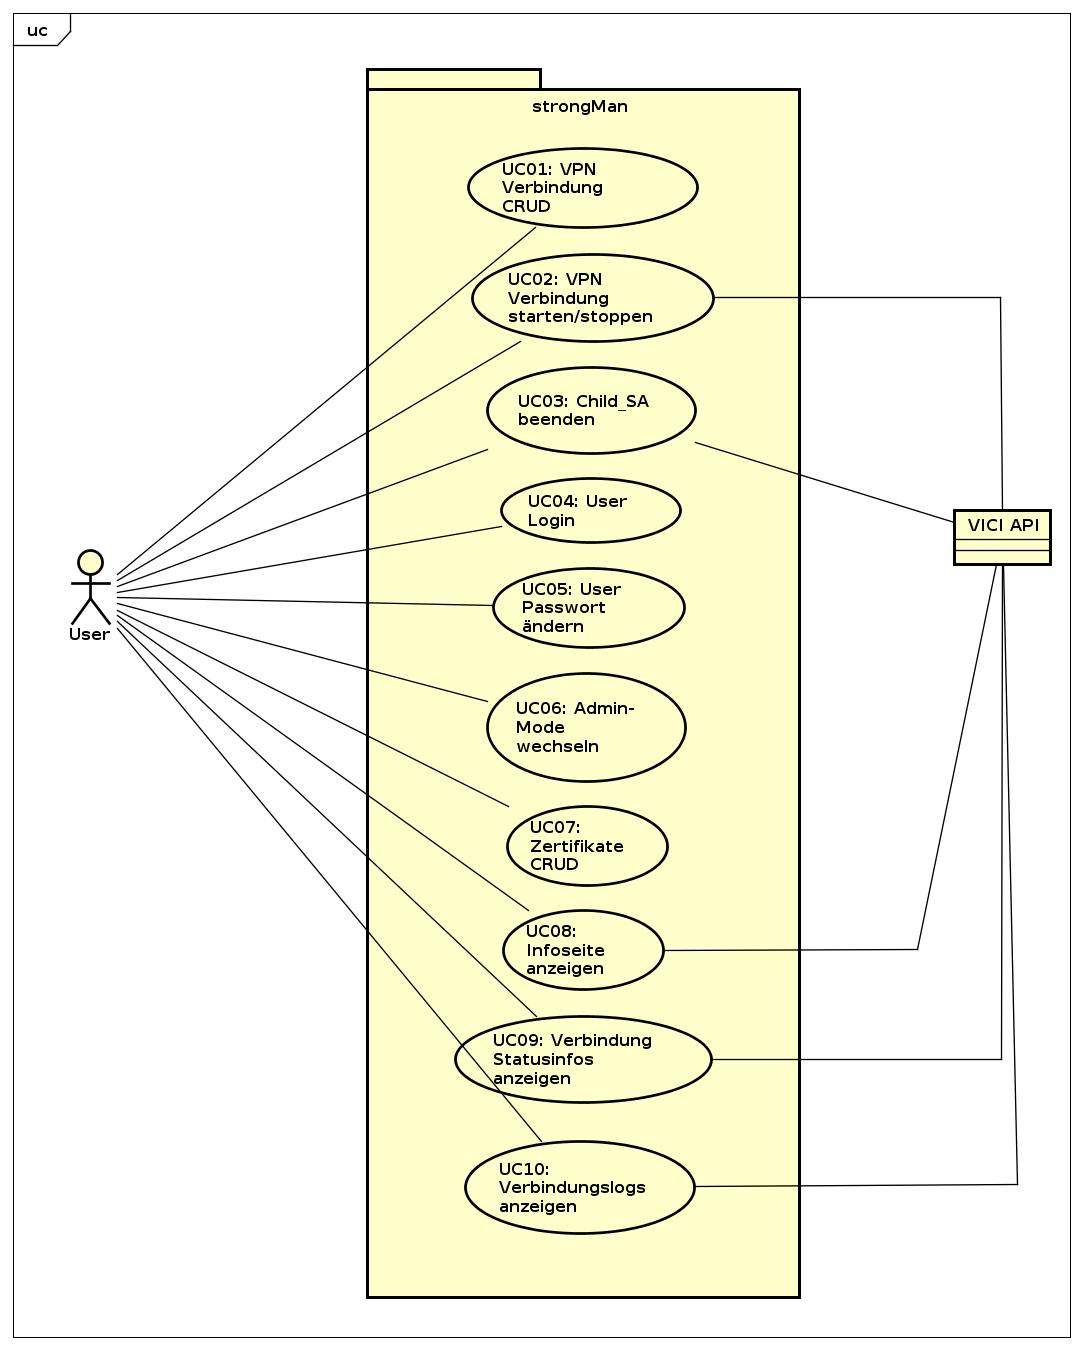 uc
strongMan
UC01: VPN
Verbindung
CRUD
UC02: VPN
Verbindung
starten/stoppen
UC03: Child_SA
beenden
UC04: User
Login
VICI API
UC05: User
Passwort
ändern
User
UC06: Admin-
Mode
wechseln
UC07:
Zertifikate
CRUD
UC08:
Infoseite
anzeigen
UC09: Verbindung
Statusinfos
anzeigen
UC10:
Verbindungslogs
anzeigen